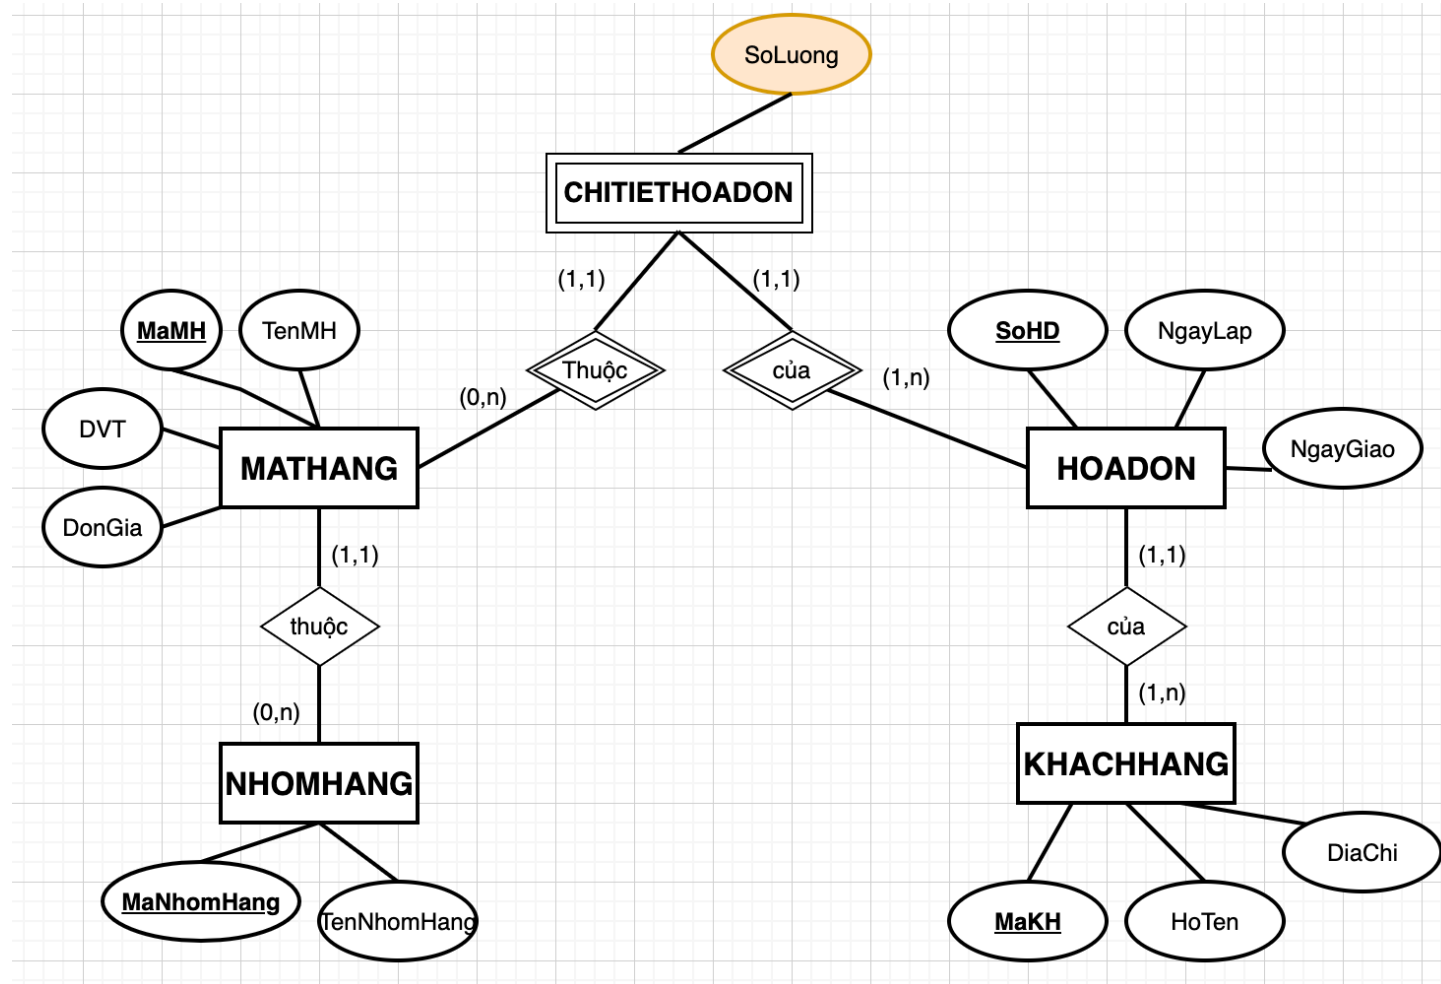 SoLuong
CHITIETHOADON
(1,1)
(1,1)
MaMH
TenMH
SoHD
NgayLap
Thuộc
của
(1,n)
(0,n)
DVT
NgayGiao
MATHANG
HOADON
DonGia
(1,1)
(1,1)
thuộc
của
(1,n)
(0,n)
KHACHHANG
NHOMHANG
DiaChi
MaNhomHang
TenNhomHang
MaKH
HoTen